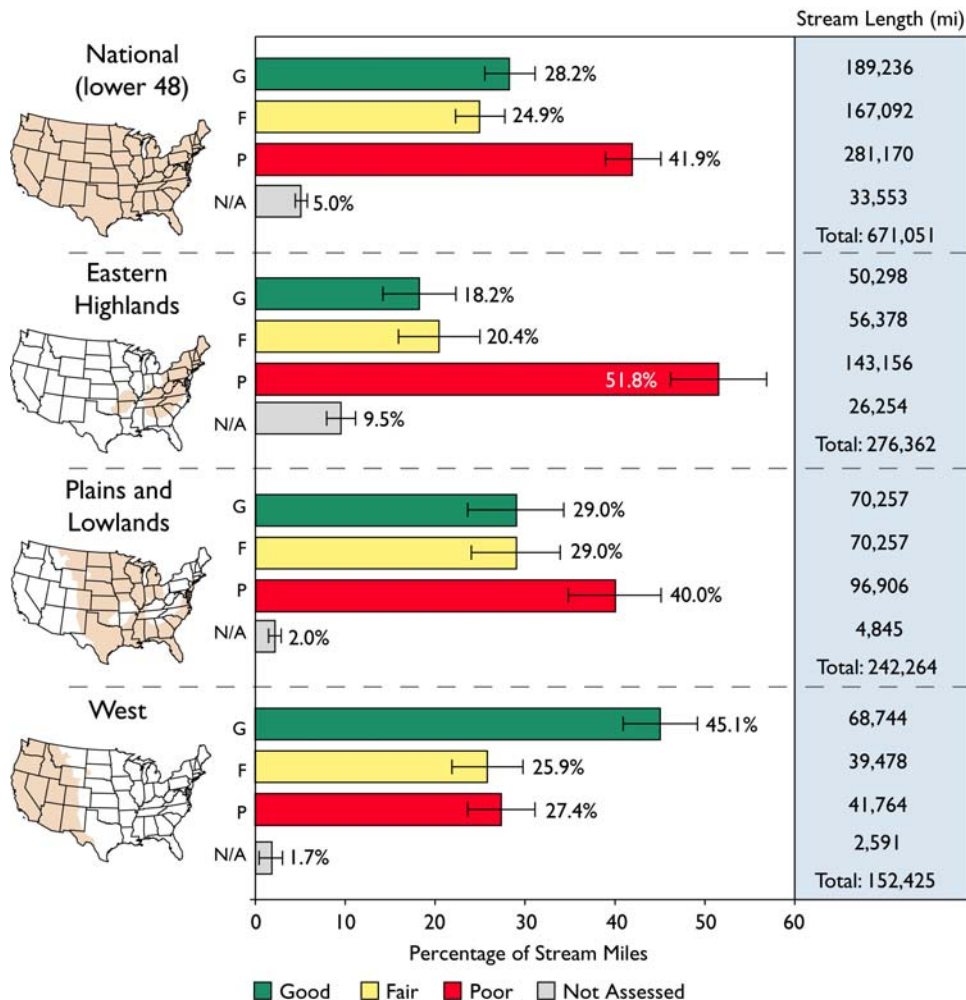 Stream Length (mi)
National
(lower 48)
G 28.2% 189,236
F 24.9% 167,092
P 41.9% 281,170
N/A 5.0% 33,553
Total: 671,051
Eastern
Highlands
G 18.2% 50,298
F 20.4% 56,378
P 51.8% 143,156
N/A 9.5% 26,254
Total: 276,362
Plains and
Lowlands
G 29.0% 70,257
F 29.0% 70,257
P 40.0% 96,906
N/A 2.0% 4,845
Total: 242,264
West
G 45.1% 68,744
F 25.9% 39,478
P 27.4% 41,764
N/A 1.7% 2,591
Total: 152,425
0 10 20 30 40 50 60
Percentage of Stream Miles
Good Fair Poor Not Assessed